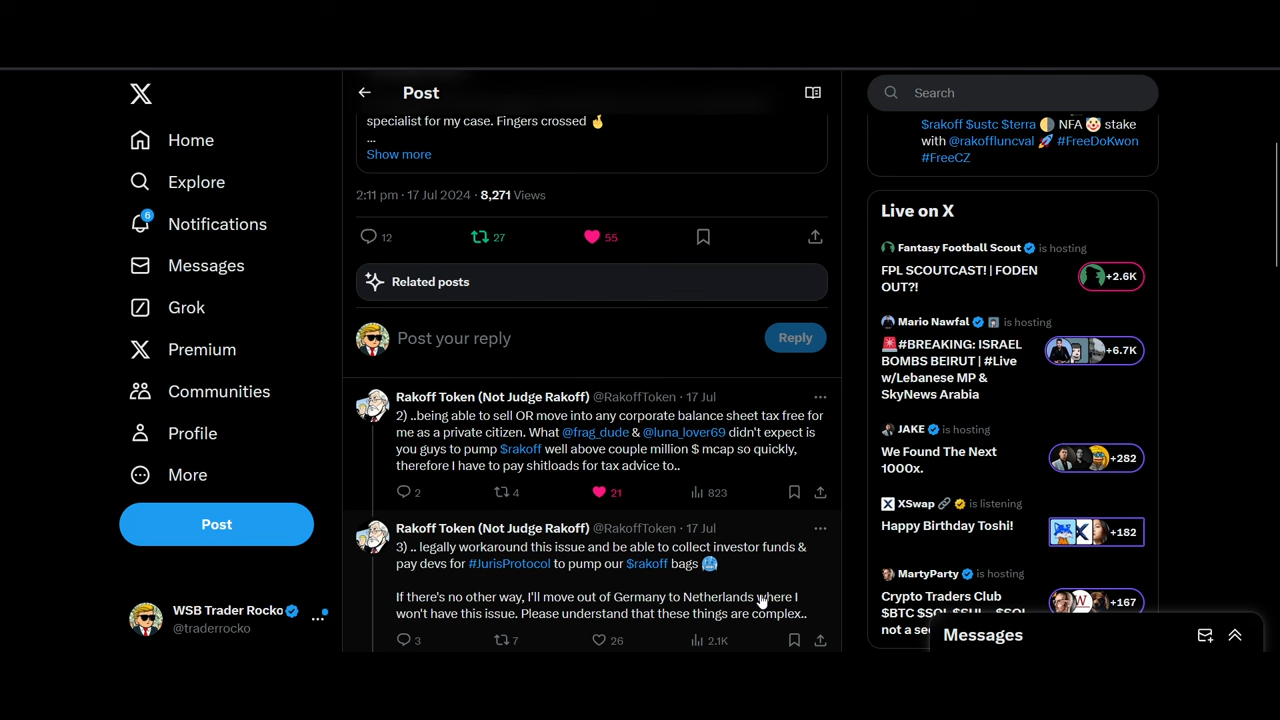 Home
Explore
6
Notifications
Messages
Grok
Premium
Communities
Profile
More
Post
WSB Trader Rocko
@traderrocko
Post
specialist for my case. Fingers crossed 🤞
...
Show more
2:11 pm · 17 Jul 2024 · 8,271 Views
12 27 55
Related posts
Post your reply
Reply
Rakoff Token (Not Judge Rakoff) @RakoffToken · 17 Jul
2) ..being able to sell OR move into any corporate balance sheet tax free for
me as a private citizen. What @frag_dude & @luna_lover69 didn't expect is
you guys to pump $rakoff well above couple million $ mcap so quickly,
therefore I have to pay shitloads for tax advice to..
2 4 21 823
Rakoff Token (Not Judge Rakoff) @RakoffToken · 17 Jul
3) .. legally workaround this issue and be able to collect investor funds &
pay devs for #JurisProtocol to pump our $rakoff bags 🥶
If there's no other way, I'll move out of Germany to Netherlands where I
won't have this issue. Please understand that these things are complex..
3 7 26 2.1K
Search
$rakoff $ustc $terra 🌗 NFA 🤡 stake
with @rakoffluncval 🚀 #FreeDoKwon
#FreeCZ
Live on X
Fantasy Football Scout is hosting
FPL SCOUTCAST! | FODEN
OUT?!
+2.6K
Mario Nawfal is hosting
🚨#BREAKING: ISRAEL
BOMBS BEIRUT | #Live
w/Lebanese MP &
SkyNews Arabia
+6.7K
JAKE is hosting
We Found The Next
1000x.
+282
XSwap 🔗 is listening
Happy Birthday Toshi!
+182
MartyParty is hosting
Crypto Traders Club
$BTC $SOL $SUI
not a se
+167
Messages